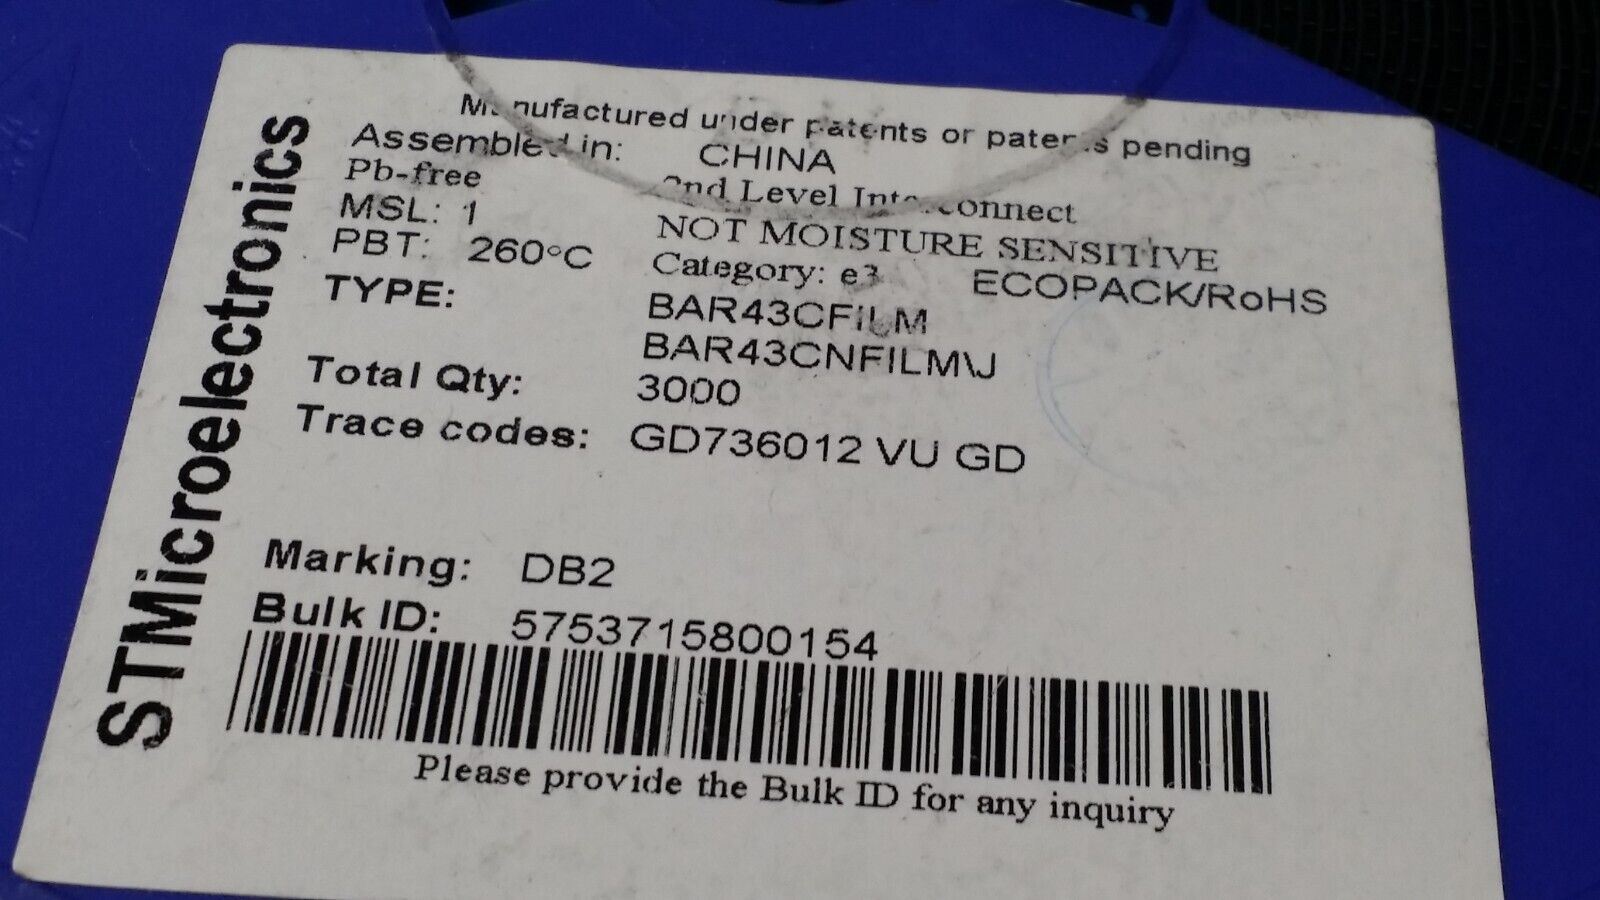 STMicroelectronics
Manufactured under patents or patents pending
Assembled in: CHINA
Pb-free 2nd Level Interconnect
MSL: 1 NOT MOISTURE SENSITIVE
PBT: 260°C Category: e3 ECOPACK/RoHS
TYPE: BAR43CFILM
BAR43CNFILM\J
Total Qty: 3000
Trace codes: GD736012 VU GD
Marking: DB2
Bulk ID: 5753715800154
Please provide the Bulk ID for any inquiry